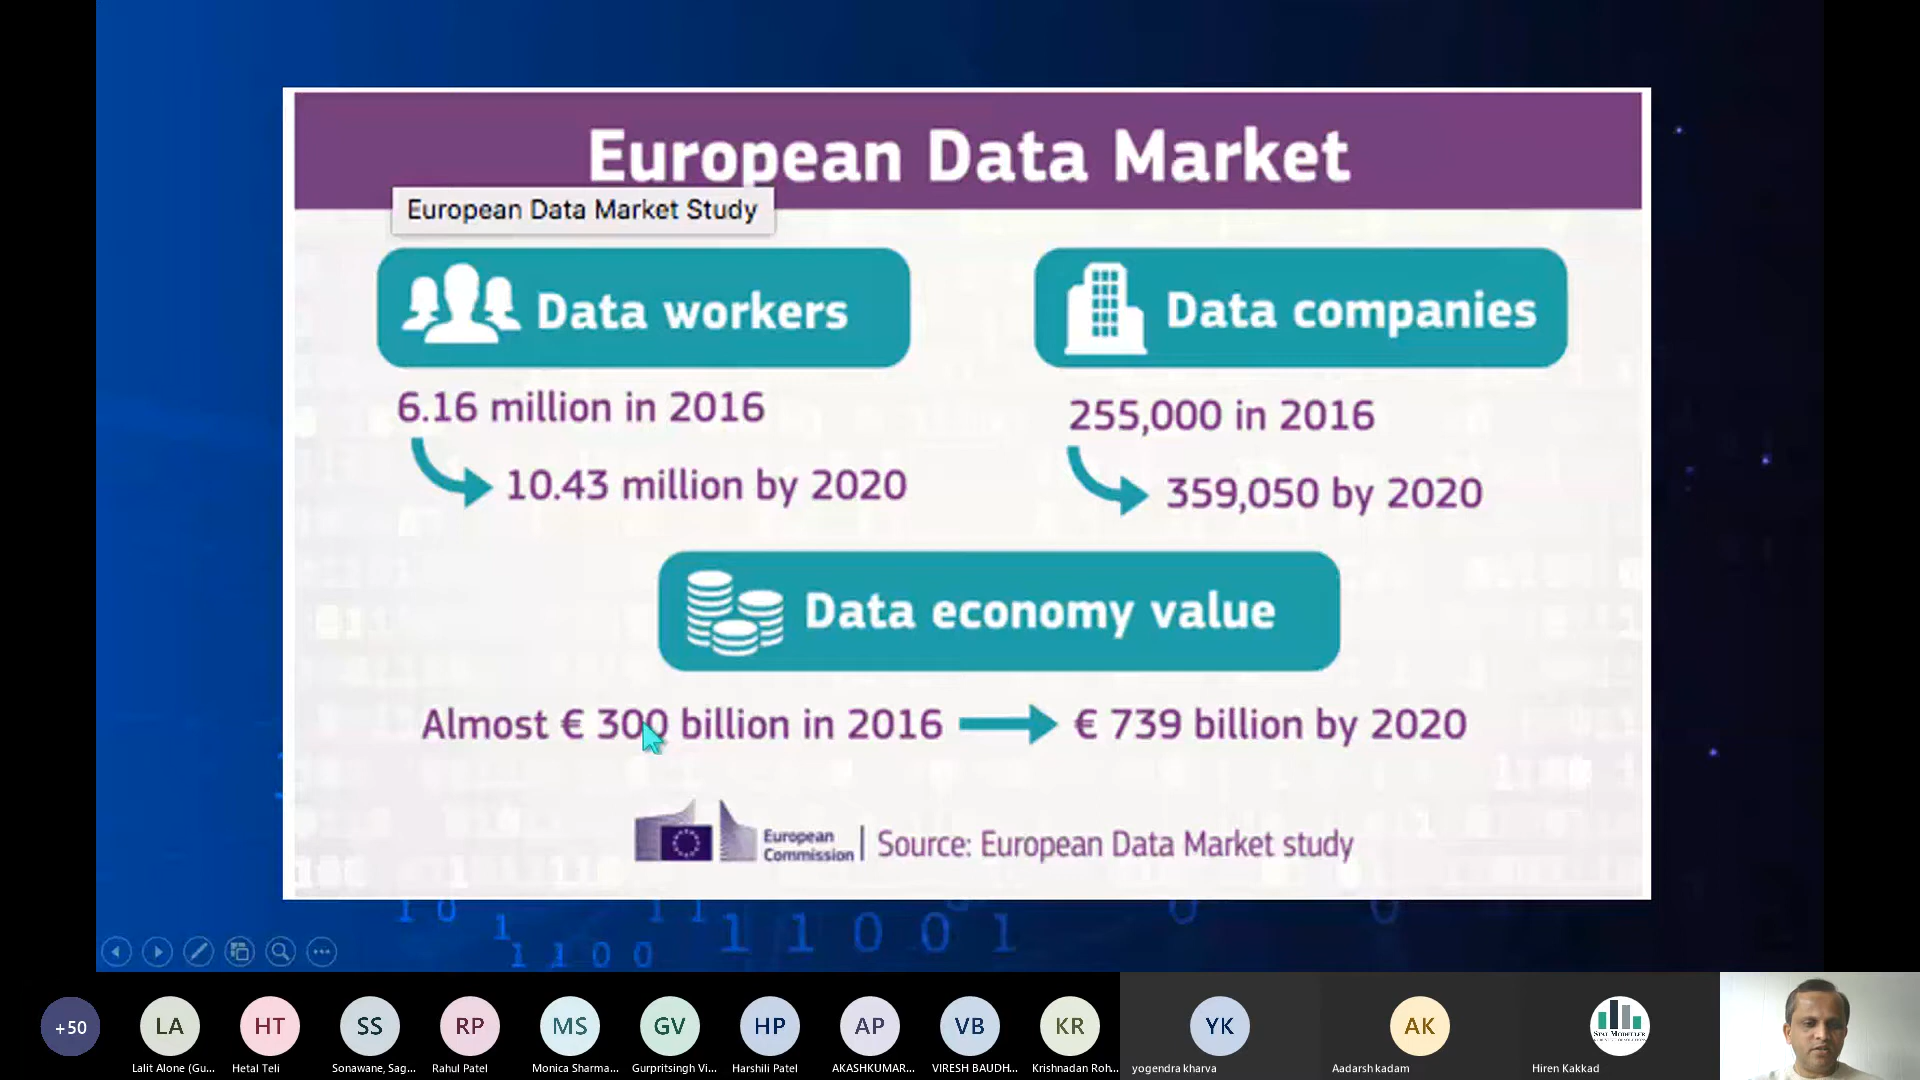 European Data Market
European Data Market Study
Data workers
Data companies
6.16 million in 2016
255,000 in 2016
10.43 million by 2020
359,050 by 2020
Data economy value
Almost € 300 billion in 2016
€ 739 billion by 2020
European
Commission
Source: European Data Market study
1 0
1
1 1
1 1 0 0
1 1 0 0 1
0
0
+50
LA
HT
SS
RP
MS
GV
HP
AP
VB
KR
YK
AK
Lalit Alone (Gu...
Hetal Teli
Sonawane, Sag...
Rahul Patel
Monica Sharma...
Gurpritsingh Vi...
Harshili Patel
AKASHKUMAR...
VIRESH BAUDH...
Krishnadan Roh...
yogendra kharva
Aadarsh kadam
Hiren Kakkad